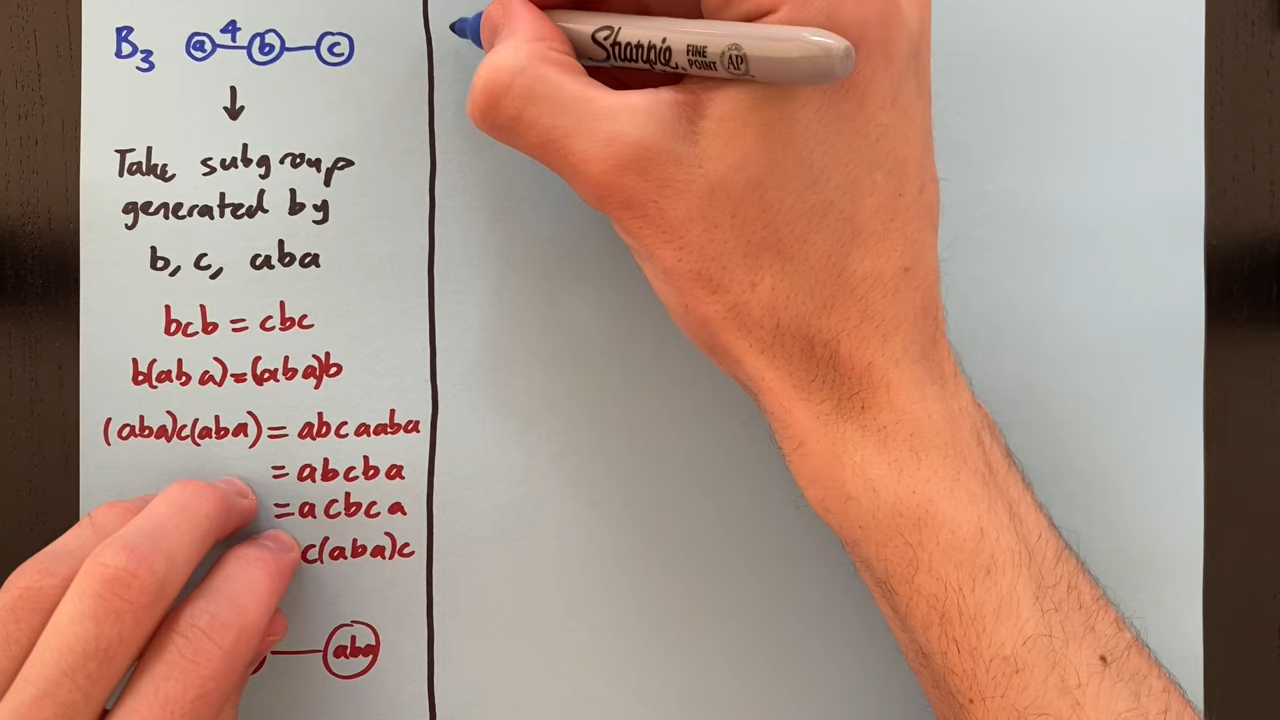 B₃ a 4 b c
↓
Take subgroup
generated by
b, c, aba
bcb = cbc
b(aba)=(aba)b
(aba)c(aba) = abcaaba
= abcba
= acbca
c(aba)c
aba
Sharpie. FINE POINT AP